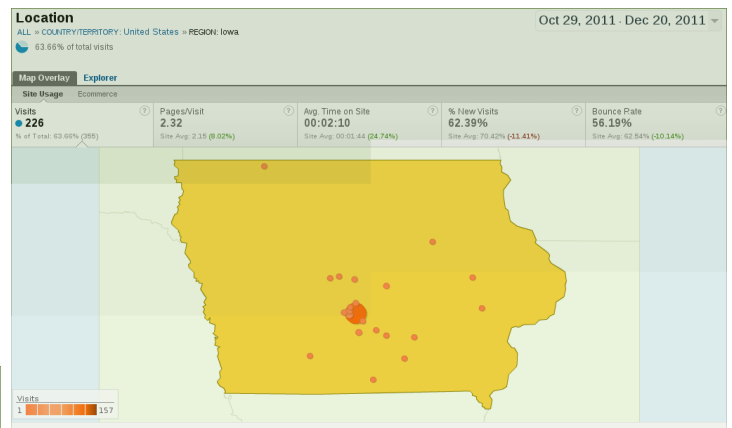 Location
Oct 29, 2011 - Dec 20, 2011
ALL » COUNTRY/TERRITORY: United States » REGION: Iowa
63.66% of total visits
Map Overlay Explorer
Site Usage Ecommerce
Visits
226
% of Total: 63.66% (355)
Pages/Visit
2.32
Site Avg: 2.15 (8.02%)
Avg. Time on Site
00:02:10
Site Avg: 00:01:44 (24.74%)
% New Visits
62.39%
Site Avg: 70.42% (-11.41%)
Bounce Rate
56.19%
Site Avg: 62.54% (-10.14%)
Visits
1 157